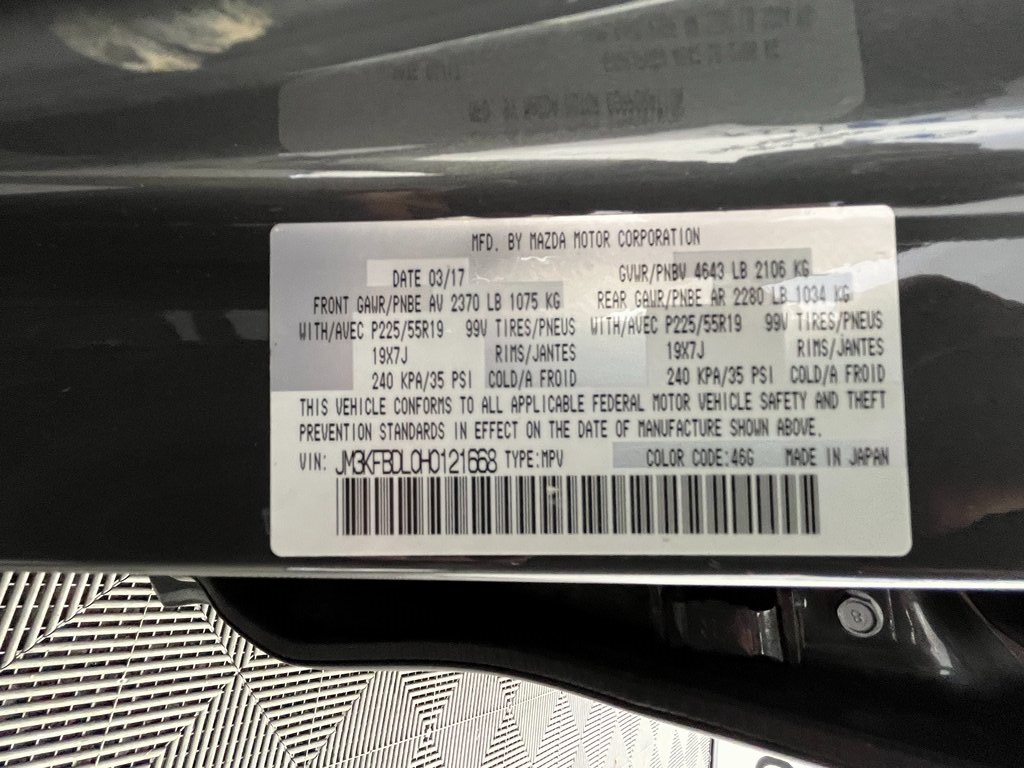 MFD. BY MAZDA MOTOR CORPORATION
DATE 03/17 GVWR/PNBV 4643 LB 2106 KG
FRONT GAWR/PNBE AV 2370 LB 1075 KG REAR GAWR/PNBE AR 2280 LB 1034 KG
WITH/AVEC P225/55R19 99V TIRES/PNEUS WITH/AVEC P225/55R19 99V TIRES/PNEUS
19X7J RIMS/JANTES 19X7J RIMS/JANTES
240 KPA/35 PSI COLD/A FROID 240 KPA/35 PSI COLD/A FROID
THIS VEHICLE CONFORMS TO ALL APPLICABLE FEDERAL MOTOR VEHICLE SAFETY AND THEFT
PREVENTION STANDARDS IN EFFECT ON THE DATE OF MANUFACTURE SHOWN ABOVE.
VIN: JM3KFBDL0H0121668 TYPE:MPV COLOR CODE:46G MADE IN JAPAN
8